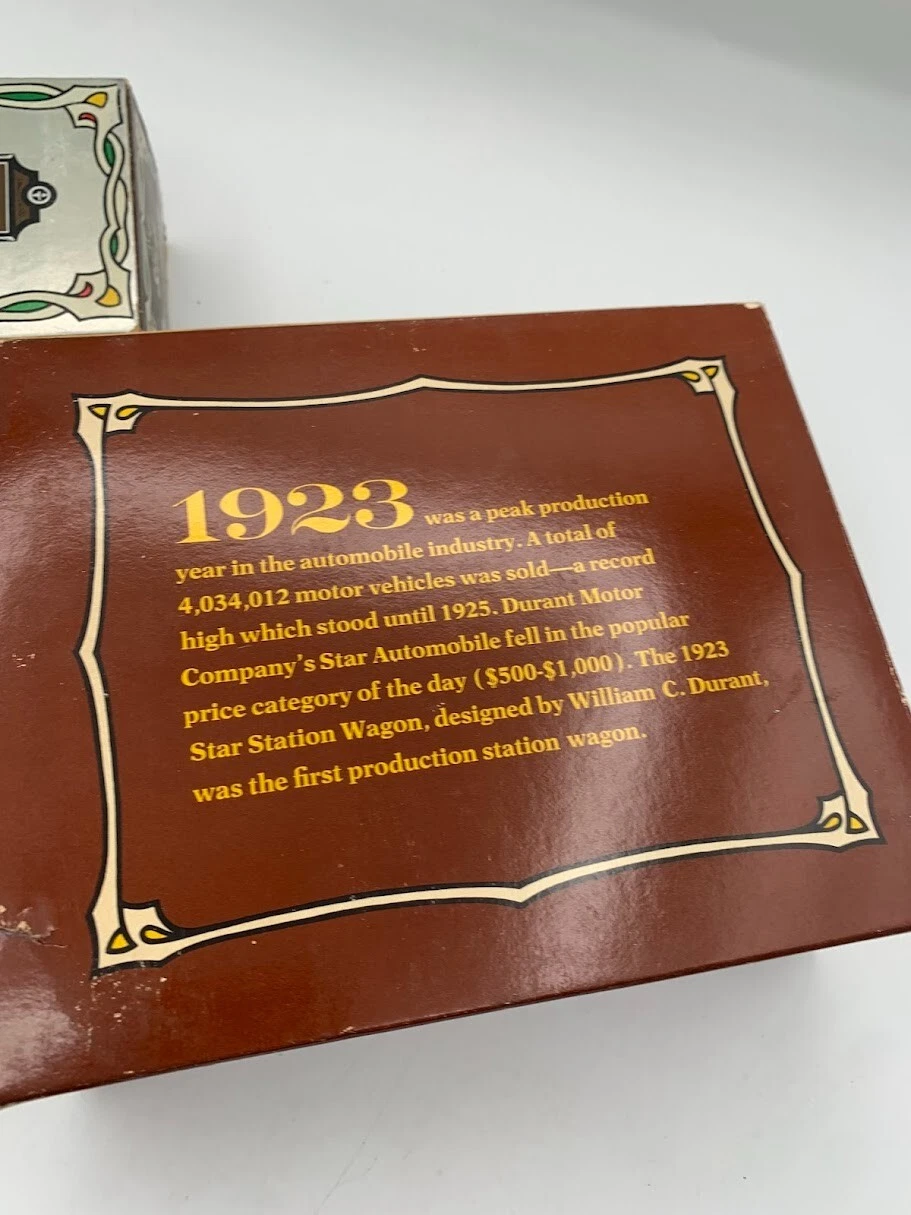 1923 was a peak production
year in the automobile industry. A total of
4,034,012 motor vehicles was sold—a record
high which stood until 1925. Durant Motor
Company's Star Automobile fell in the popular
price category of the day ($500-$1,000). The 1923
Star Station Wagon, designed by William C. Durant,
was the first production station wagon.